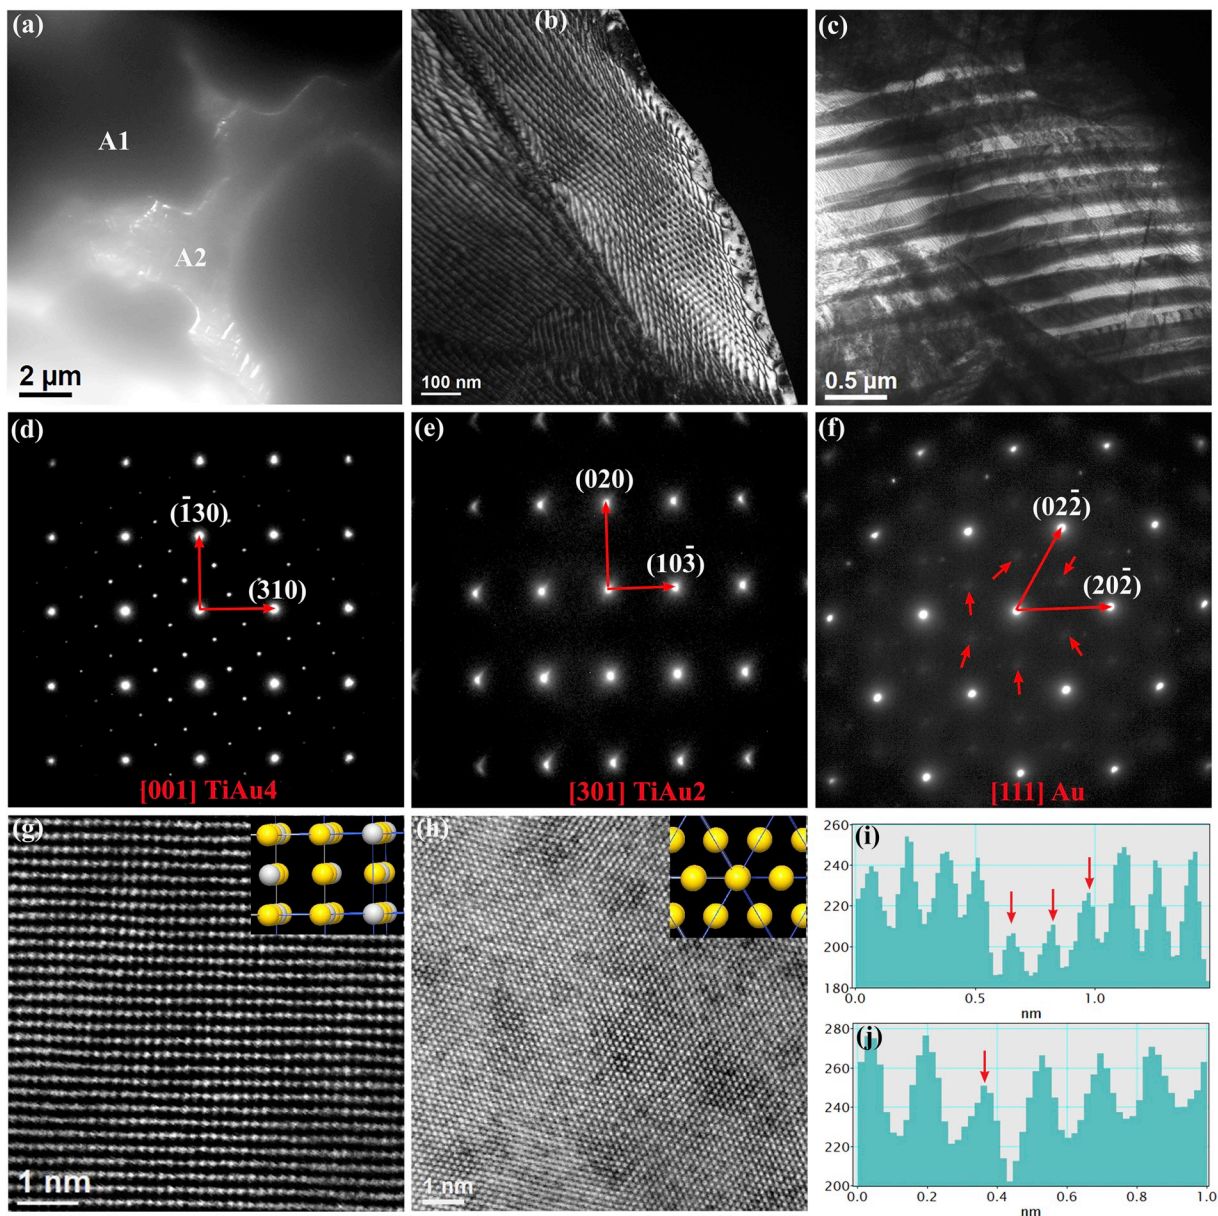 (a)
A1
A2
2 µm
(b)
100 nm
(c)
0.5 µm
(d)
(1̄30)
(310)
[001] TiAu4
(e)
(020)
(103̄)
[301] TiAu2
(f)
(022̄)
(202̄)
[111] Au
(g)
1 nm
(h)
1 nm
(i)
260
240
220
200
180
0.0 0.5 1.0
nm
(j)
280
260
240
220
200
0.0 0.2 0.4 0.6 0.8 1.0
nm